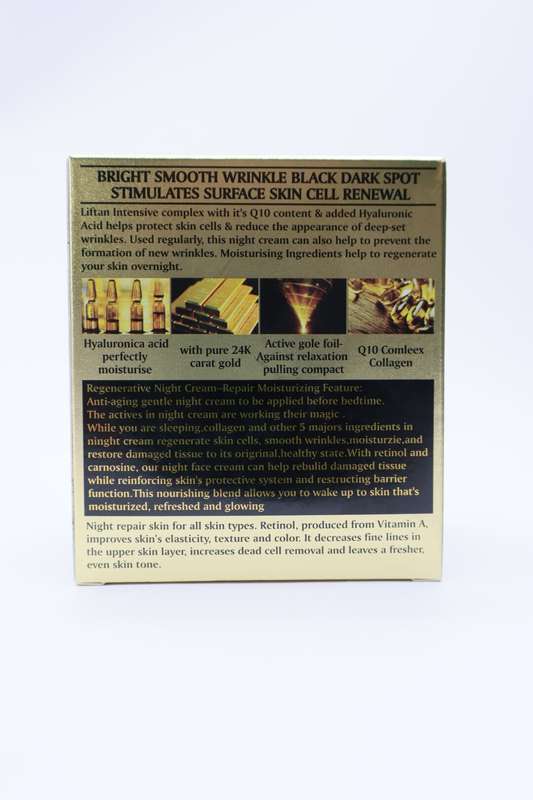 BRIGHT SMOOTH WRINKLE BLACK DARK SPOT
STIMULATES SURFACE SKIN CELL RENEWAL
Liftan Intensive complex with it's Q10 content & added Hyaluronic
Acid helps protect skin cells & reduce the appearance of deep-set
wrinkles. Used regularly, this night cream can also help to prevent the
formation of new wrinkles. Moisturising Ingredients help to regenerate
your skin overnight.
Hyaluronica acid
perfectly
moisturise
with pure 24K
carat gold
Active gole foil-
Against relaxation
pulling compact
Q10 Comleex
Collagen
Regenerative Night Cream–Repair Moisturizing Feature:
Anti-aging gentle night cream to be applied before bedtime.
The actives in night cream are working their magic .
While you are sleeping,collagen and other 5 majors ingredients in
ninght cream regenerate skin cells, smooth wrinkles,moisturzie,and
restore damaged tissue to its origrinal,healthy state.With retinol and
carnosine, our night face cream can help rebulid damaged tissue
while reinforcing skin's protective system and restructing barrier
function.This nourishing blend allows you to wake up to skin that's
moisturized, refreshed and glowing
Night repair skin for all skin types. Retinol, produced from Vitamin A,
improves skin's elasticity, texture and color. It decreases fine lines in
the upper skin layer, increases dead cell removal and leaves a fresher,
even skin tone.